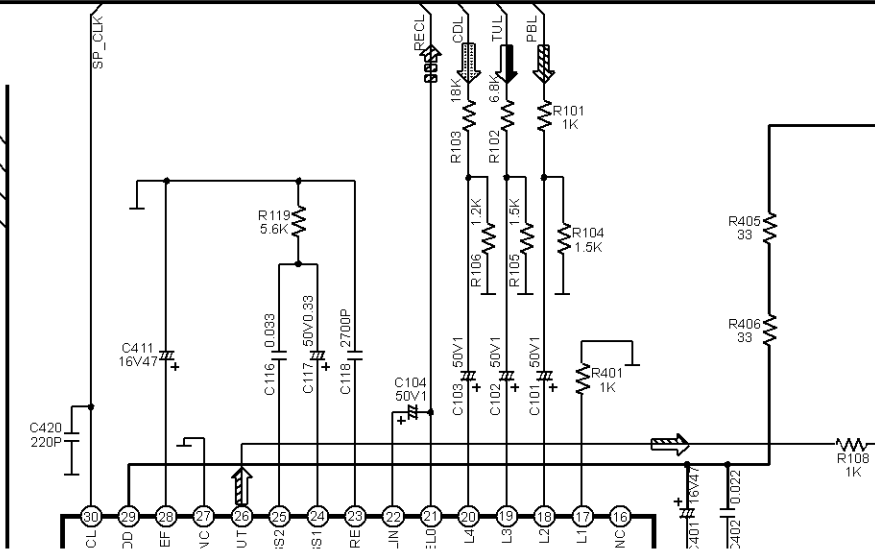 SP_CLK
RECL
CDL
TUL
PBL
18K
6.8K
R103
R102
R101
1K
R119
5.6K
1.2K
1.5K
R106
R105
R104
1.5K
R405
33
R406
33
C411
16V47
0.033
C116
50V0.33
C117
2700P
C118
C104
50V1
50V1
C103
50V1
C102
50V1
C101
R401
1K
C420
220P
R108
1K
16V47
C401
0.022
C402
30
29
28
27
26
25
24
23
22
21
20
19
18
17
16
CL
DD
EF
NC
UT
SS2
SS1
RE
LIN
EL0
L4
L3
L2
L1
NC